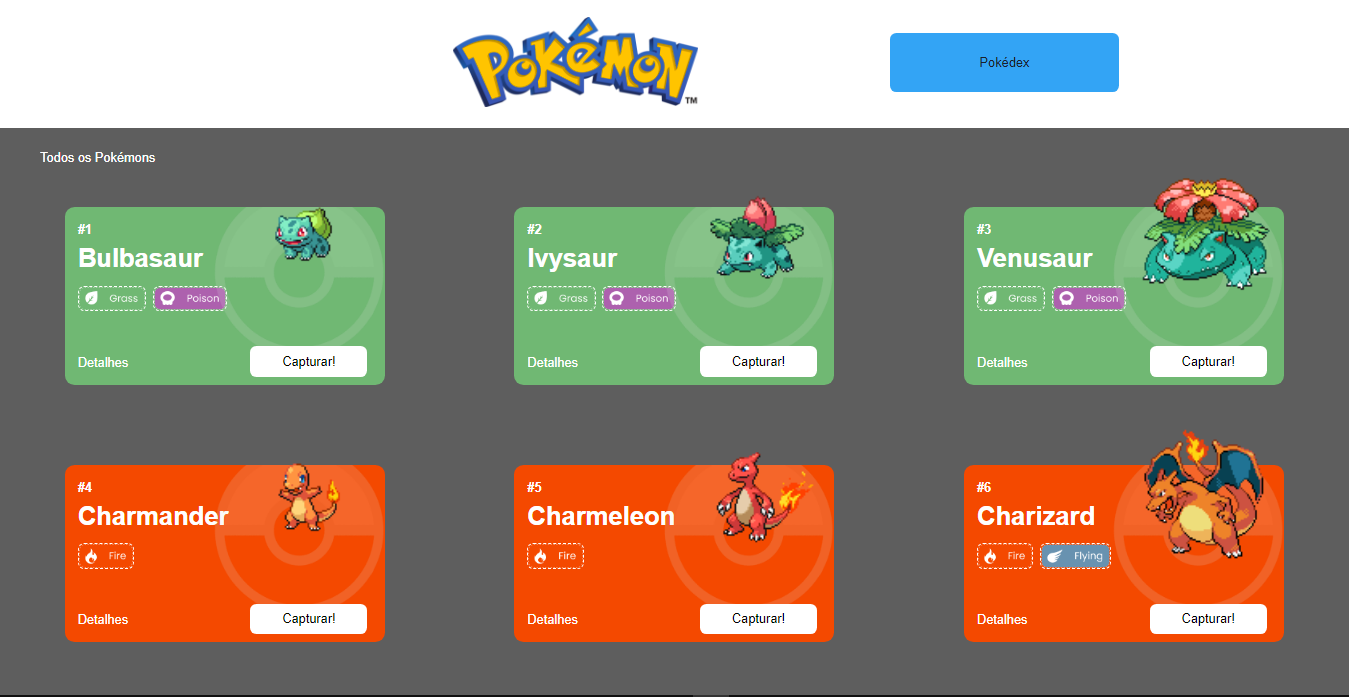 POKéMON TM
Pokédex
Todos os Pokémons
#1
Bulbasaur
Grass Poison
Detalhes Capturar!
#2
Ivysaur
Grass Poison
Detalhes Capturar!
#3
Venusaur
Grass Poison
Detalhes Capturar!
#4
Charmander
Fire
Detalhes Capturar!
#5
Charmeleon
Fire
Detalhes Capturar!
#6
Charizard
Fire Flying
Detalhes Capturar!